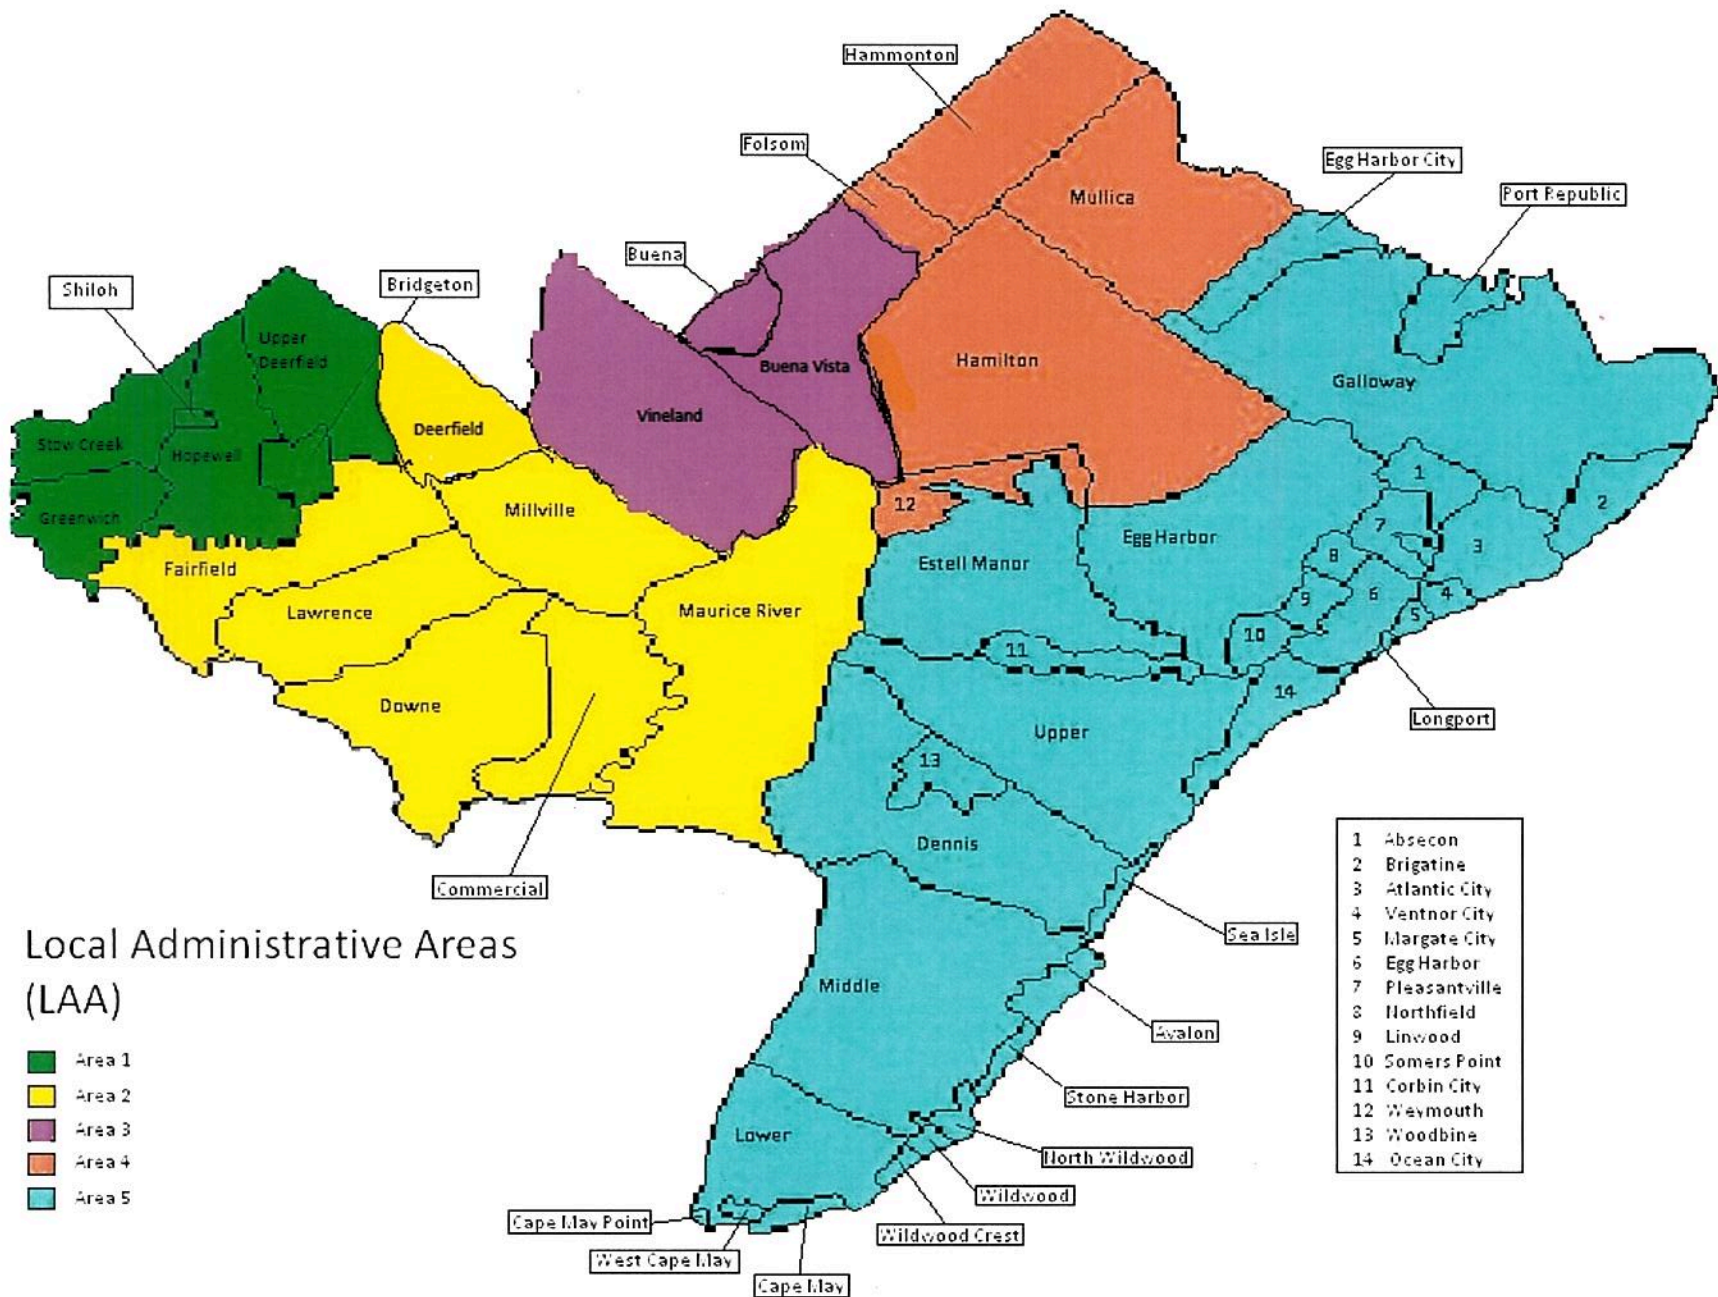 Hammonton
Folsom
Egg Harbor City
Mullica
Port Republic
Buena
Shiloh
Bridgeton
Upper
Deerfield
Hamilton
Buena Vista
Galloway
Vineland
Deerfield
Stow Creek
Hopewell
1
2
12
Millville
Greenwich
7
Egg Harbor
3
8
Estell Manor
Fairfield
4
6
9
Lawrence
Maurice River
5
10
11
14
Downe
Longport
Upper
13
Dennis
Commercial
Sea Isle
Middle
Avalon
Stone Harbor
Lower
North Wildwood
Wildwood
Cape May Point
Wildwood Crest
West Cape May
Cape May
Local Administrative Areas
(LAA)
Area 1
Area 2
Area 3
Area 4
Area 5
1 Absecon
2 Brigatine
3 Atlantic City
4 Ventnor City
5 Margate City
6 Egg Harbor
7 Pleasantville
8 Northfield
9 Linwood
10 Somers Point
11 Corbin City
12 Weymouth
13 Woodbine
14 Ocean City